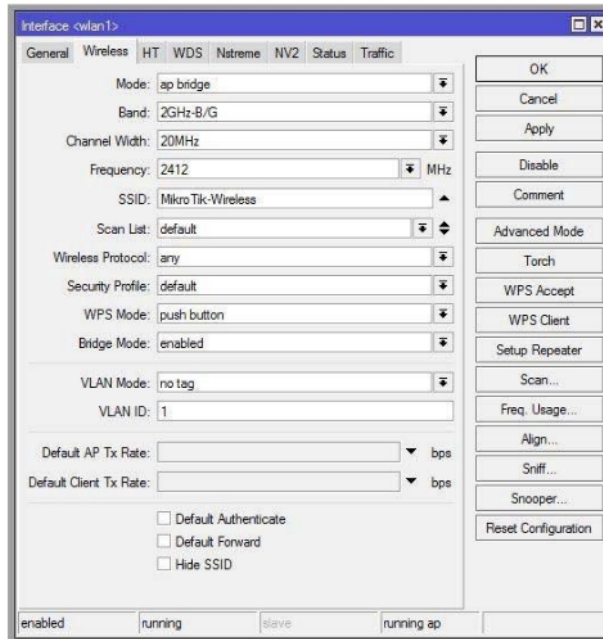 Interface <wlan1>
General Wireless HT WDS Nstreme NV2 Status Traffic
Mode: ap bridge
Band: 2GHz-B/G
Channel Width: 20MHz
Frequency: 2412 MHz
SSID: MikroTik-Wireless
Scan List: default
Wireless Protocol: any
Security Profile: default
WPS Mode: push button
Bridge Mode: enabled
VLAN Mode: no tag
VLAN ID: 1
Default AP Tx Rate: bps
Default Client Tx Rate: bps
Default Authenticate
Default Forward
Hide SSID
OK
Cancel
Apply
Disable
Comment
Advanced Mode
Torch
WPS Accept
WPS Client
Setup Repeater
Scan...
Freq. Usage...
Align...
Sniff...
Snooper...
Reset Configuration
enabled running slave running ap